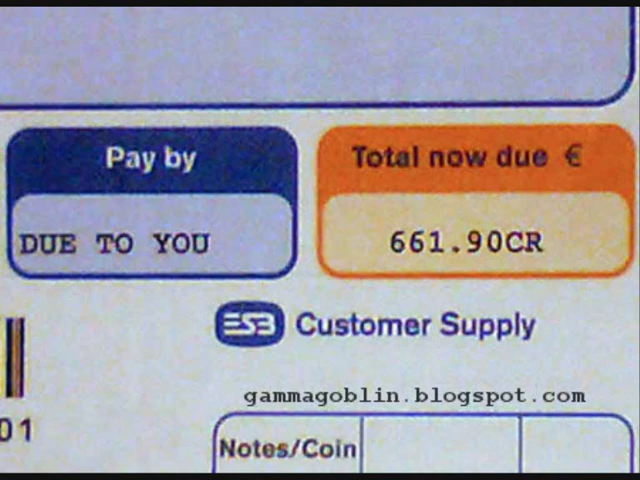 Pay by
Total now due €
DUE TO YOU
661.90CR
ESB Customer Supply
gammagoblin.blogspot.com
01
Notes/Coin